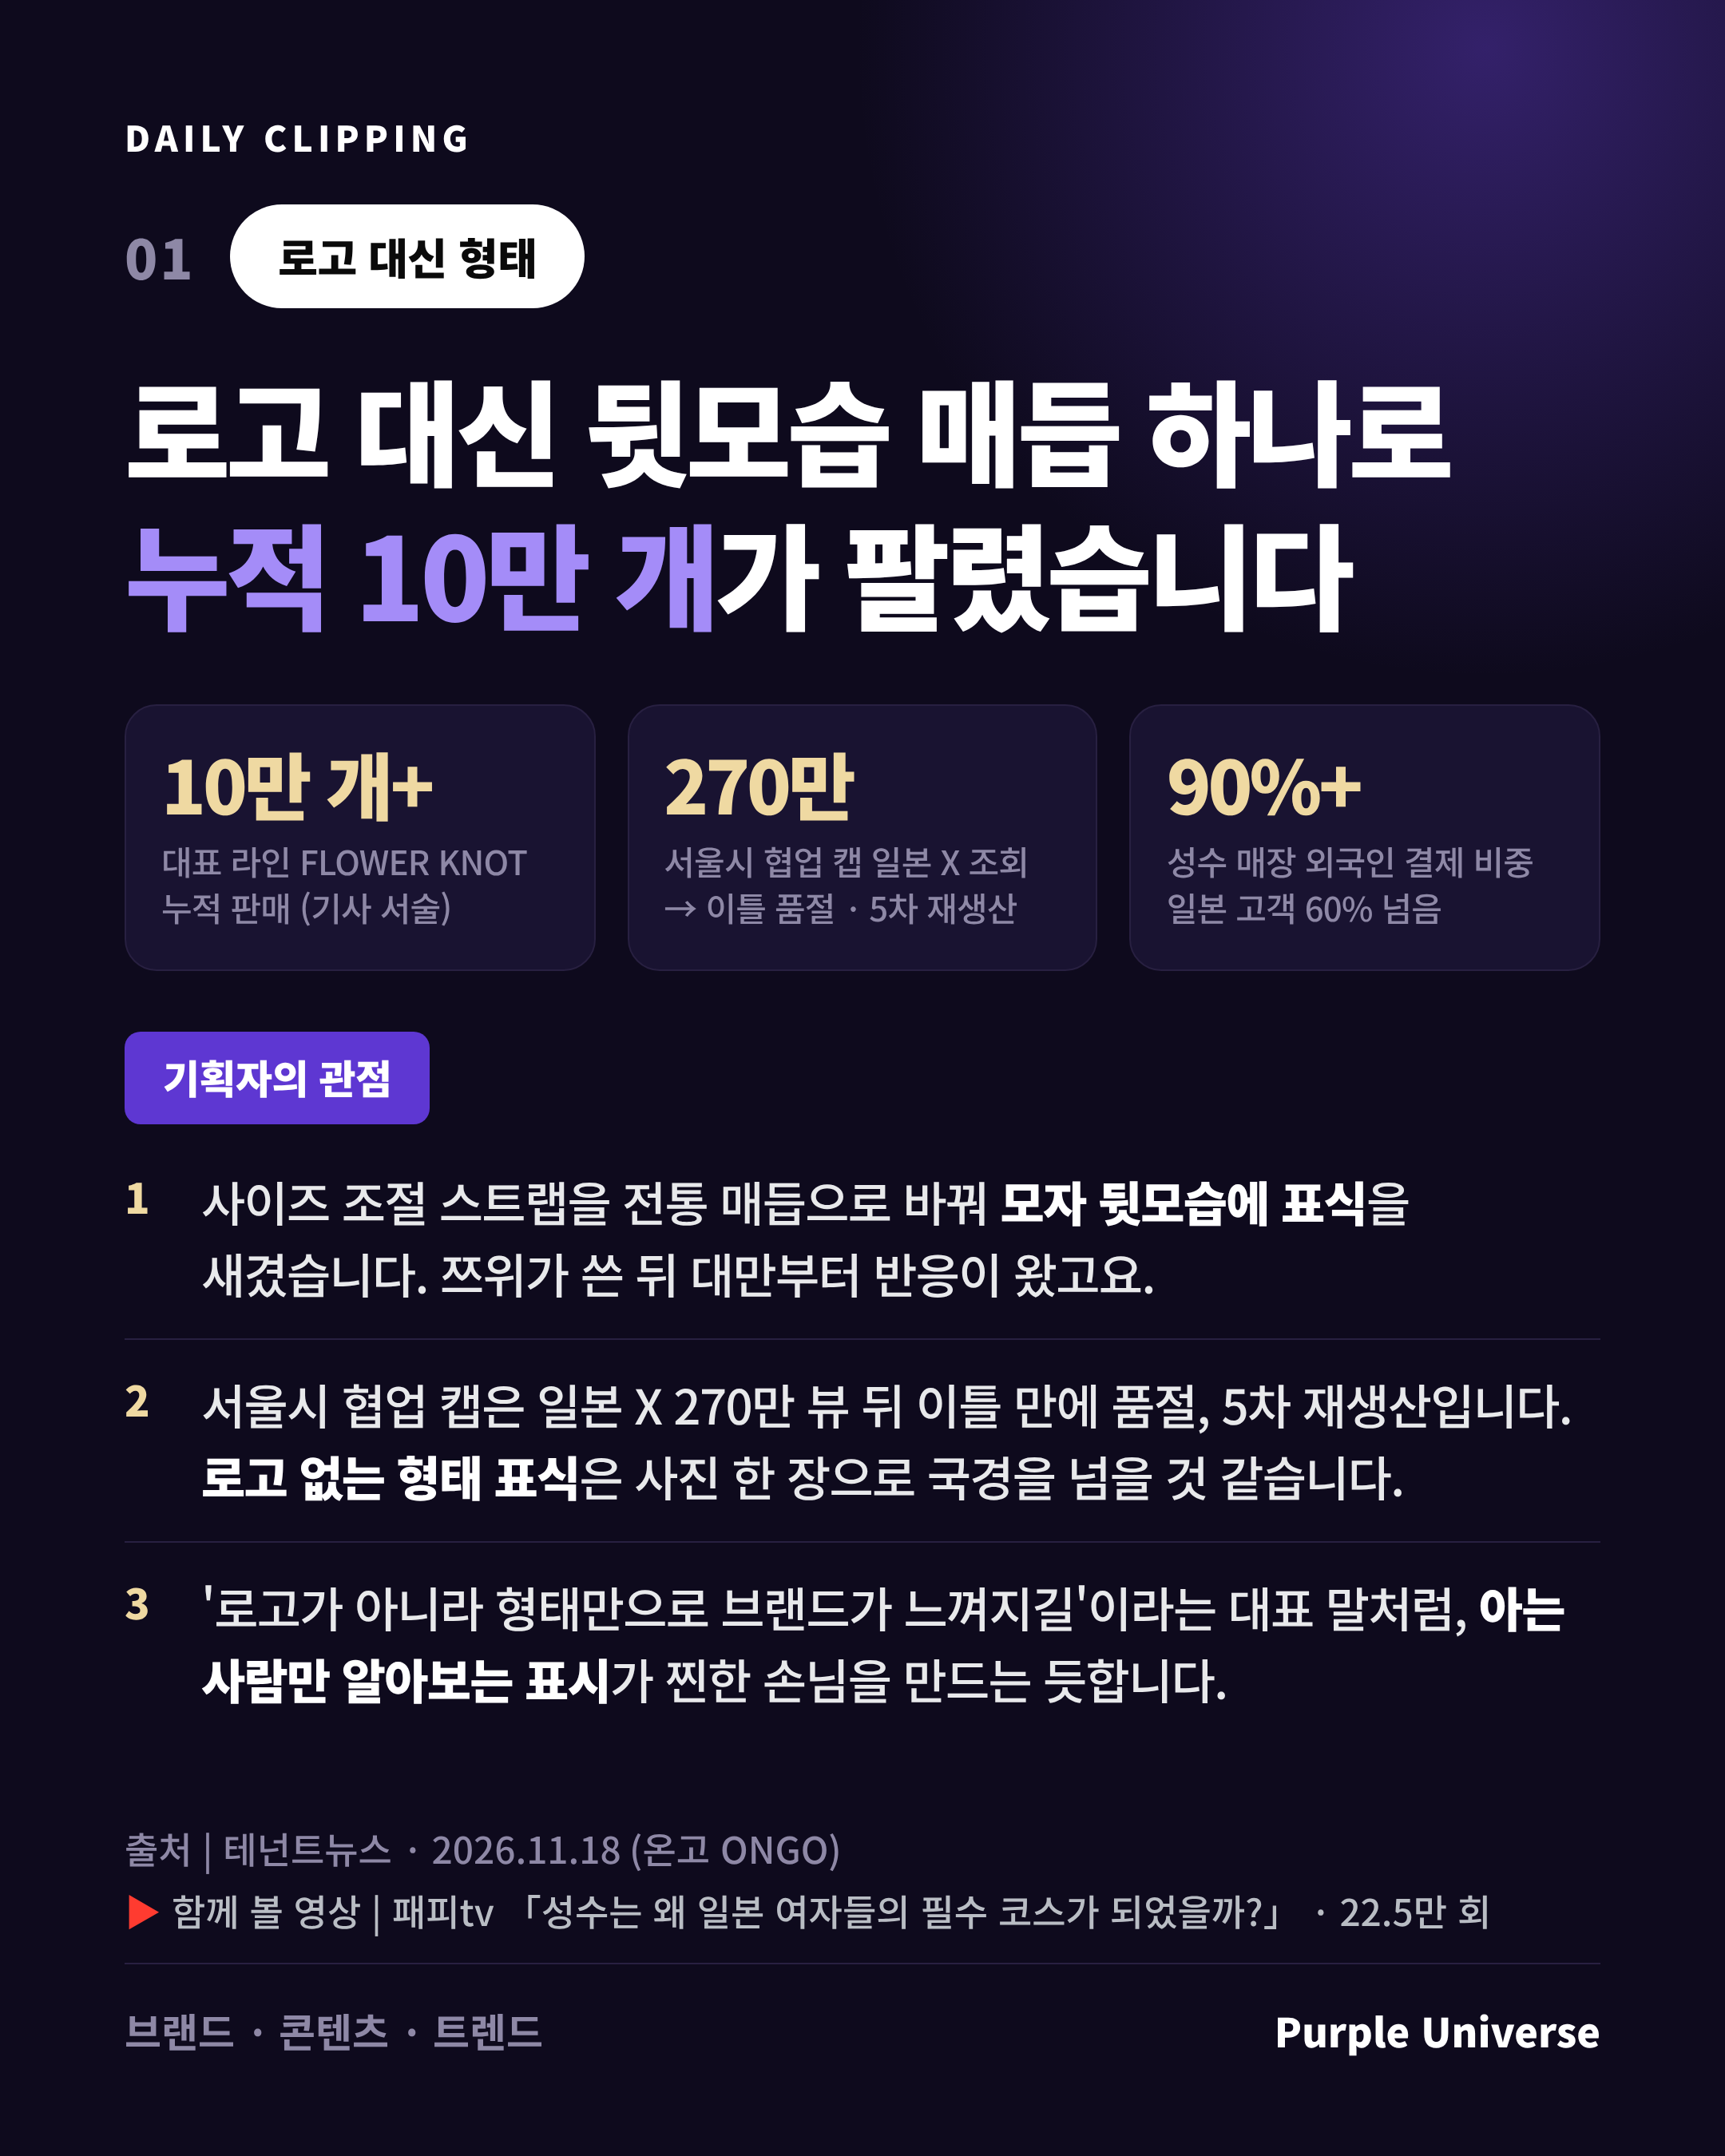 DAILY CLIPPING
01 로고 대신 형태
로고 대신 뒷모습 매듭 하나로
누적 10만 개가 팔렸습니다
10만 개+
대표 라인 FLOWER KNOT
누적 판매 (기사 서술)
270만
서울시 협업 캡 일본 X 조회
→ 이틀 품절 · 5차 재생산
90%+
성수 매장 외국인 결제 비중
일본 고객 60% 넘음
기획자의 관점
1 사이즈 조절 스트랩을 전통 매듭으로 바꿔 모자 뒷모습에 표식을
새겼습니다. 쯔위가 쓴 뒤 대만부터 반응이 왔고요.
2 서울시 협업 캡은 일본 X 270만 뷰 뒤 이틀 만에 품절, 5차 재생산입니다.
로고 없는 형태 표식은 사진 한 장으로 국경을 넘을 것 같습니다.
3 '로고가 아니라 형태만으로 브랜드가 느껴지길'이라는 대표 말처럼, 아는
사람만 알아보는 표시가 찐한 손님을 만드는 듯합니다.
출처 | 테넌트뉴스 · 2026.11.18 (온고 ONGO)
▶ 함께 볼 영상 | 패피tv 「성수는 왜 일본 여자들의 필수 코스가 되었을까?」 · 22.5만 회
브랜드 · 콘텐츠 · 트렌드
Purple Universe